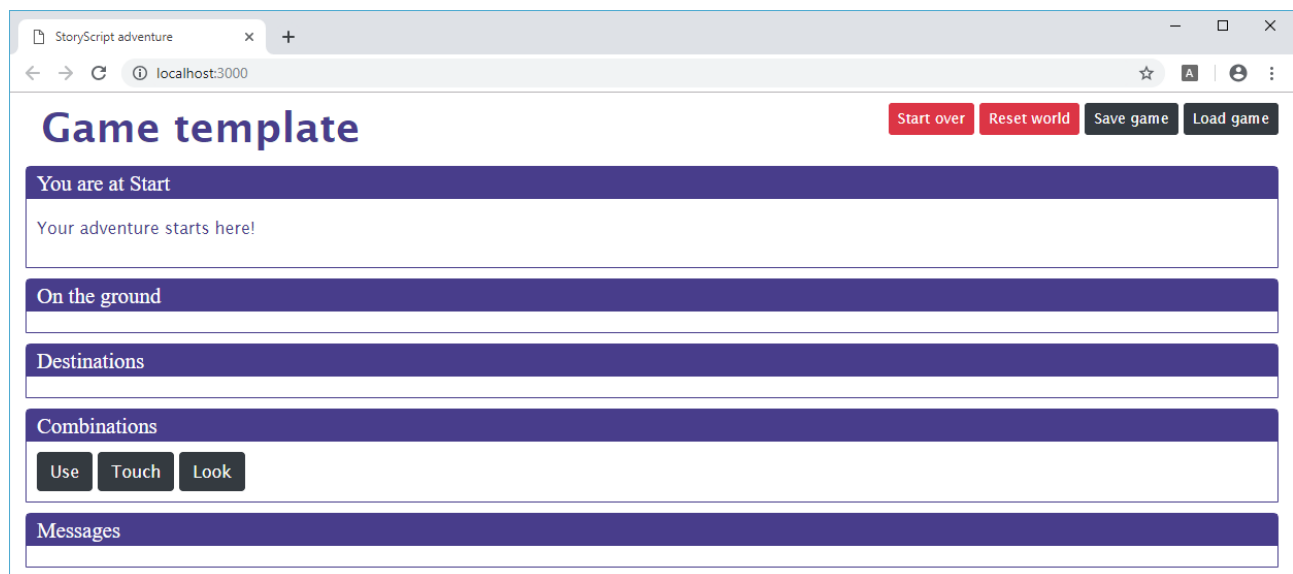 StoryScript adventure
localhost:3000
A
Game template
Start over Reset world Save game Load game
You are at Start
Your adventure starts here!
On the ground
Destinations
Combinations
Use Touch Look
Messages